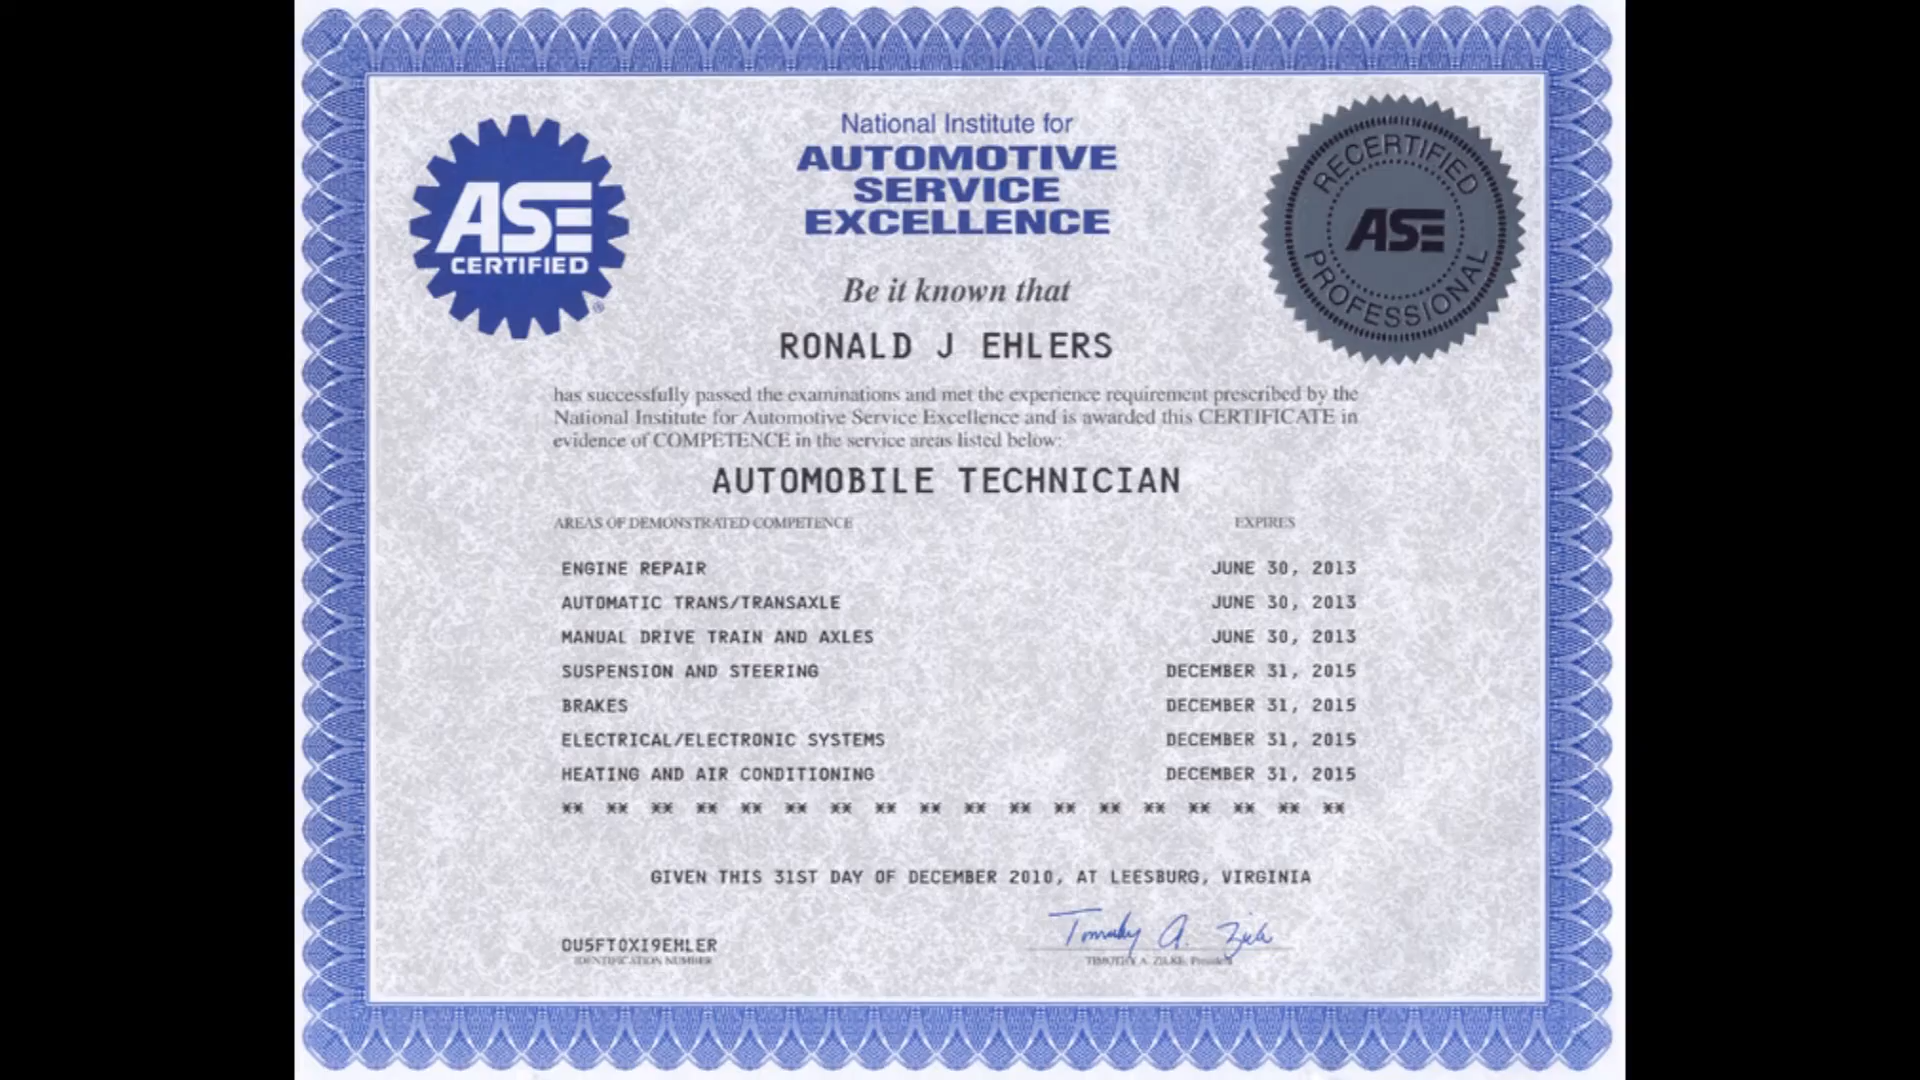 National Institute for
AUTOMOTIVE
SERVICE
EXCELLENCE
ASE
CERTIFIED
®
RECERTIFIED
ASE
PROFESSIONAL
Be it known that
RONALD J EHLERS
has successfully passed the examinations and met the experience requirement prescribed by the
National Institute for Automotive Service Excellence and is awarded this CERTIFICATE in
evidence of COMPETENCE in the service areas listed below:
AUTOMOBILE TECHNICIAN
AREAS OF DEMONSTRATED COMPETENCE EXPIRES
ENGINE REPAIR JUNE 30, 2013
AUTOMATIC TRANS/TRANSAXLE JUNE 30, 2013
MANUAL DRIVE TRAIN AND AXLES JUNE 30, 2013
SUSPENSION AND STEERING DECEMBER 31, 2015
BRAKES DECEMBER 31, 2015
ELECTRICAL/ELECTRONIC SYSTEMS DECEMBER 31, 2015
HEATING AND AIR CONDITIONING DECEMBER 31, 2015
** ** ** ** ** ** ** ** ** ** ** ** ** ** ** ** ** **
GIVEN THIS 31ST DAY OF DECEMBER 2010, AT LEESBURG, VIRGINIA
Timothy A. Zilke
OU5FTOXI9EHLER
IDENTIFICATION NUMBER TIMOTHY A. ZILKE, President